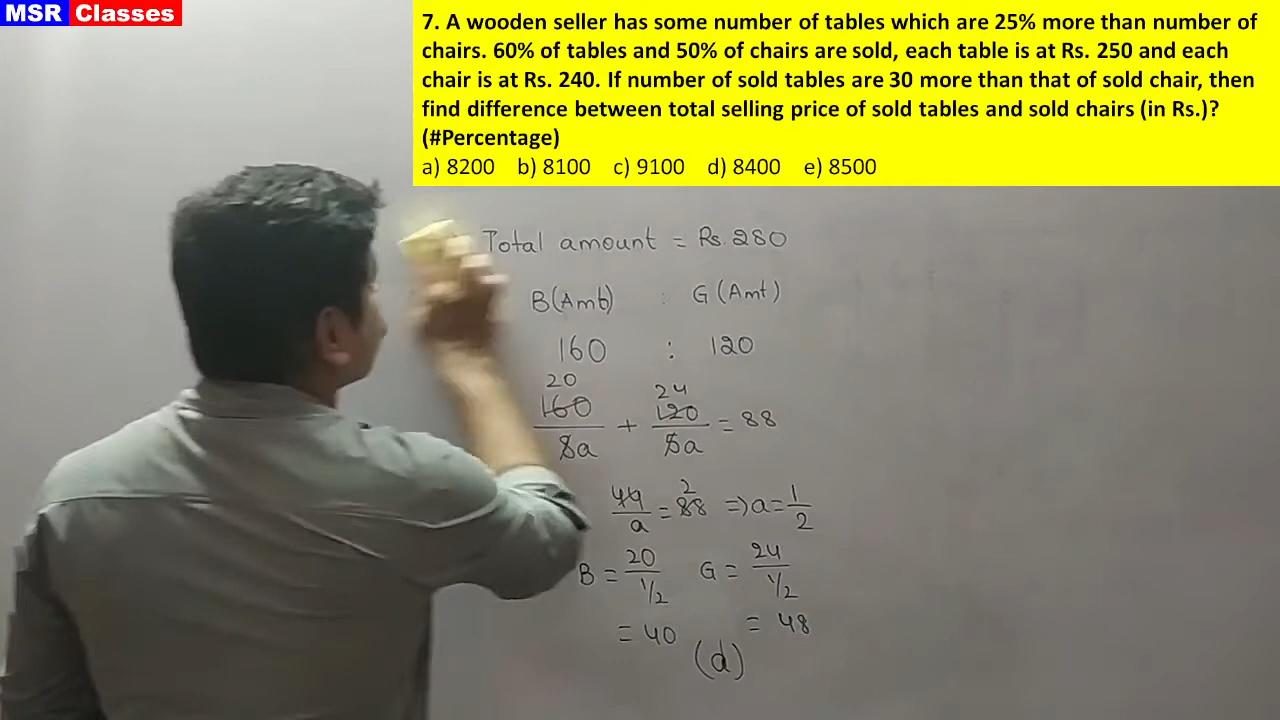 MSR Classes
7. A wooden seller has some number of tables which are 25% more than number of
chairs. 60% of tables and 50% of chairs are sold, each table is at Rs. 250 and each
chair is at Rs. 240. If number of sold tables are 30 more than that of sold chair, then
find difference between total selling price of sold tables and sold chairs (in Rs.)?
(#Percentage)
a) 8200 b) 8100 c) 9100 d) 8400 e) 8500
Total amount = Rs. 280
B(Amt) : G (Amt)
160 : 120
20 24
160/8a + 120/5a = 88
2
44/a = 88 => a = 1/2
B = 20/1/2 G = 24/1/2
= 40 = 48
(d)